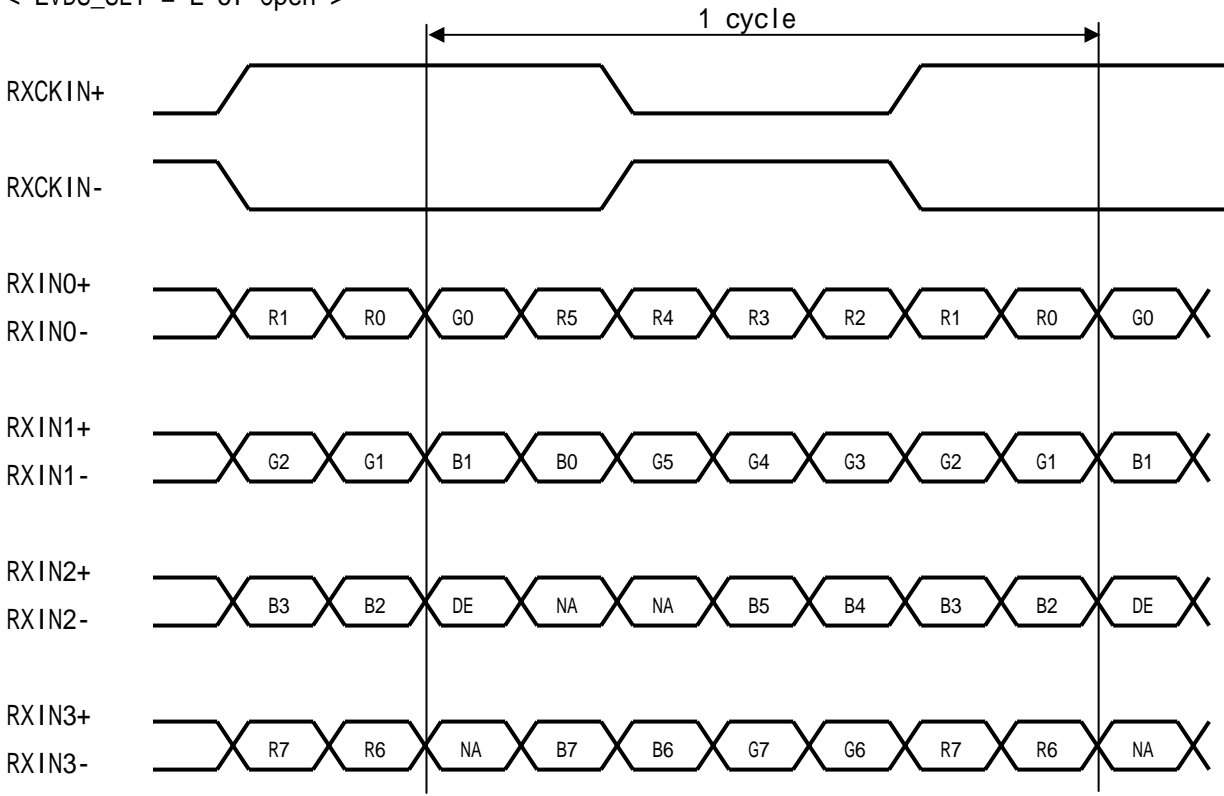 1 cycle
RXCKIN+
RXCKIN-
RXIN0+
R1 R0 G0 R5 R4 R3 R2 R1 R0 G0
RXIN0-
RXIN1+
G2 G1 B1 B0 G5 G4 G3 G2 G1 B1
RXIN1-
RXIN2+
B3 B2 DE NA NA B5 B4 B3 B2 DE
RXIN2-
RXIN3+
R7 R6 NA B7 B6 G7 G6 R7 R6 NA
RXIN3-